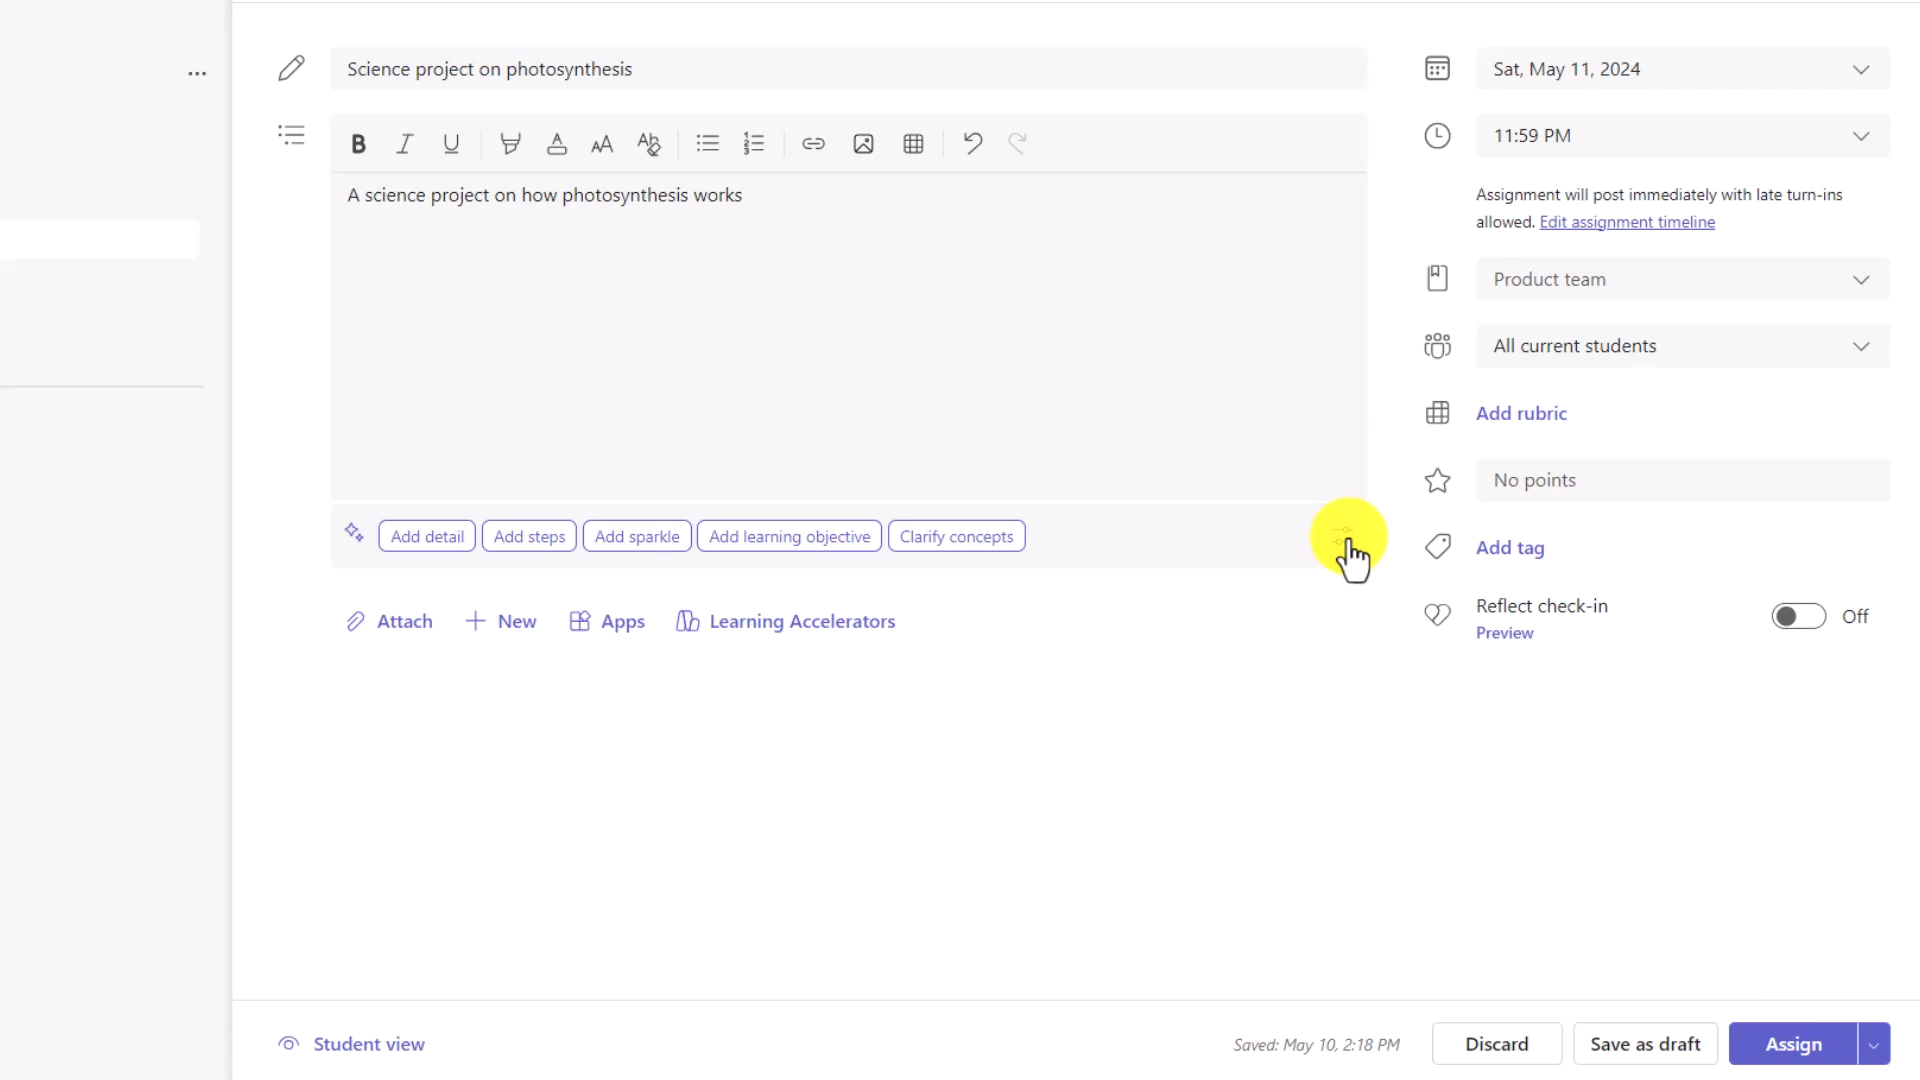 Science project on photosynthesis
A science project on how photosynthesis works
Add detail
Add steps
Add sparkle
Add learning objective
Clarify concepts
Attach
New
Apps
Learning Accelerators
Sat, May 11, 2024
11:59 PM
Assignment will post immediately with late turn-ins
allowed. Edit assignment timeline
Product team
All current students
Add rubric
No points
Add tag
Reflect check-in
Off
Preview
Student view
Saved: May 10, 2:18 PM
Discard
Save as draft
Assign